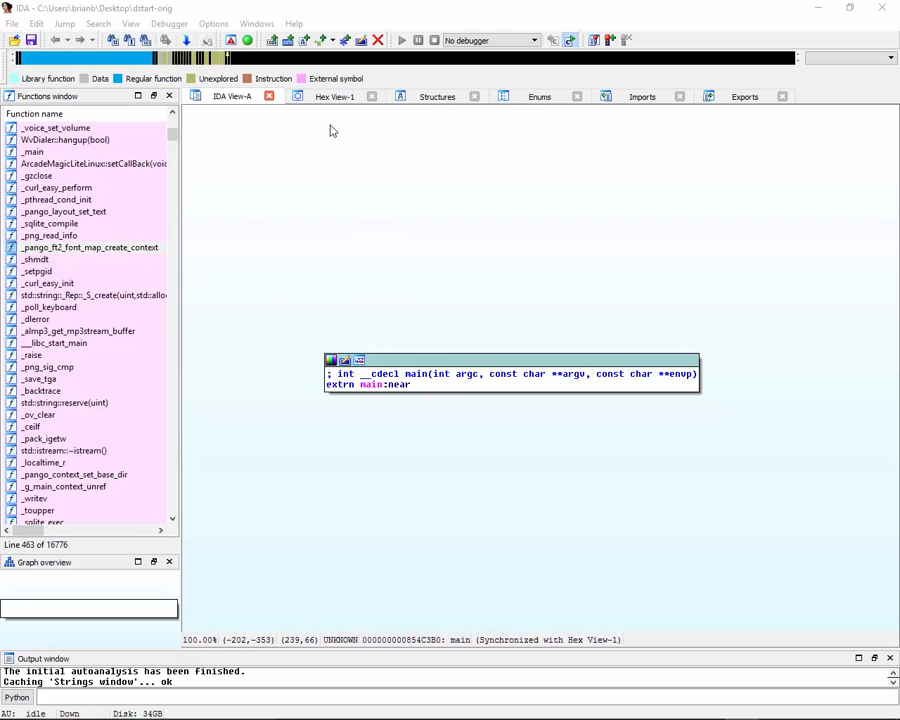 IDA - C:\Users\brianb\Desktop\dstart-orig
File Edit Jump Search View Debugger Options Windows Help
No debugger
Library function Data Regular function Unexplored Instruction External symbol
Functions window
IDA View-A Hex View-1 Structures Enums Imports Exports
Function name
_voice_set_volume
WvDialer::hangup(bool)
_main
ArcadeMagicLiteLinux::setCallBack(voic
_gzclose
_curl_easy_perform
_pthread_cond_init
_pango_layout_set_text
_sqlite_compile
_png_read_info
_pango_ft2_font_map_create_context
_shmdt
_setpgid
_curl_easy_init
std::string::_Rep::_S_create(uint,std::allo
_poll_keyboard
_dlerror
_almp3_get_mp3stream_buffer
___libc_start_main
_raise
_png_sig_cmp
_save_tga
_backtrace
std::string::reserve(uint)
_ov_clear
_ceilf
_pack_igetw
std::istream::~istream()
_localtime_r
_pango_context_set_base_dir
_g_main_context_unref
_writev
_toupper
_sqlite_exec
; int __cdecl main(int argc, const char **argv, const char **envp)
extrn main:near
Line 463 of 16776
Graph overview
100.00% (-202,-353) (239,66) UNKNOWN 000000000854C3B0: main (Synchronized with Hex View-1)
Output window
The initial autoanalysis has been finished.
Caching 'Strings window'... ok
Python
AU: idle Down Disk: 34GB